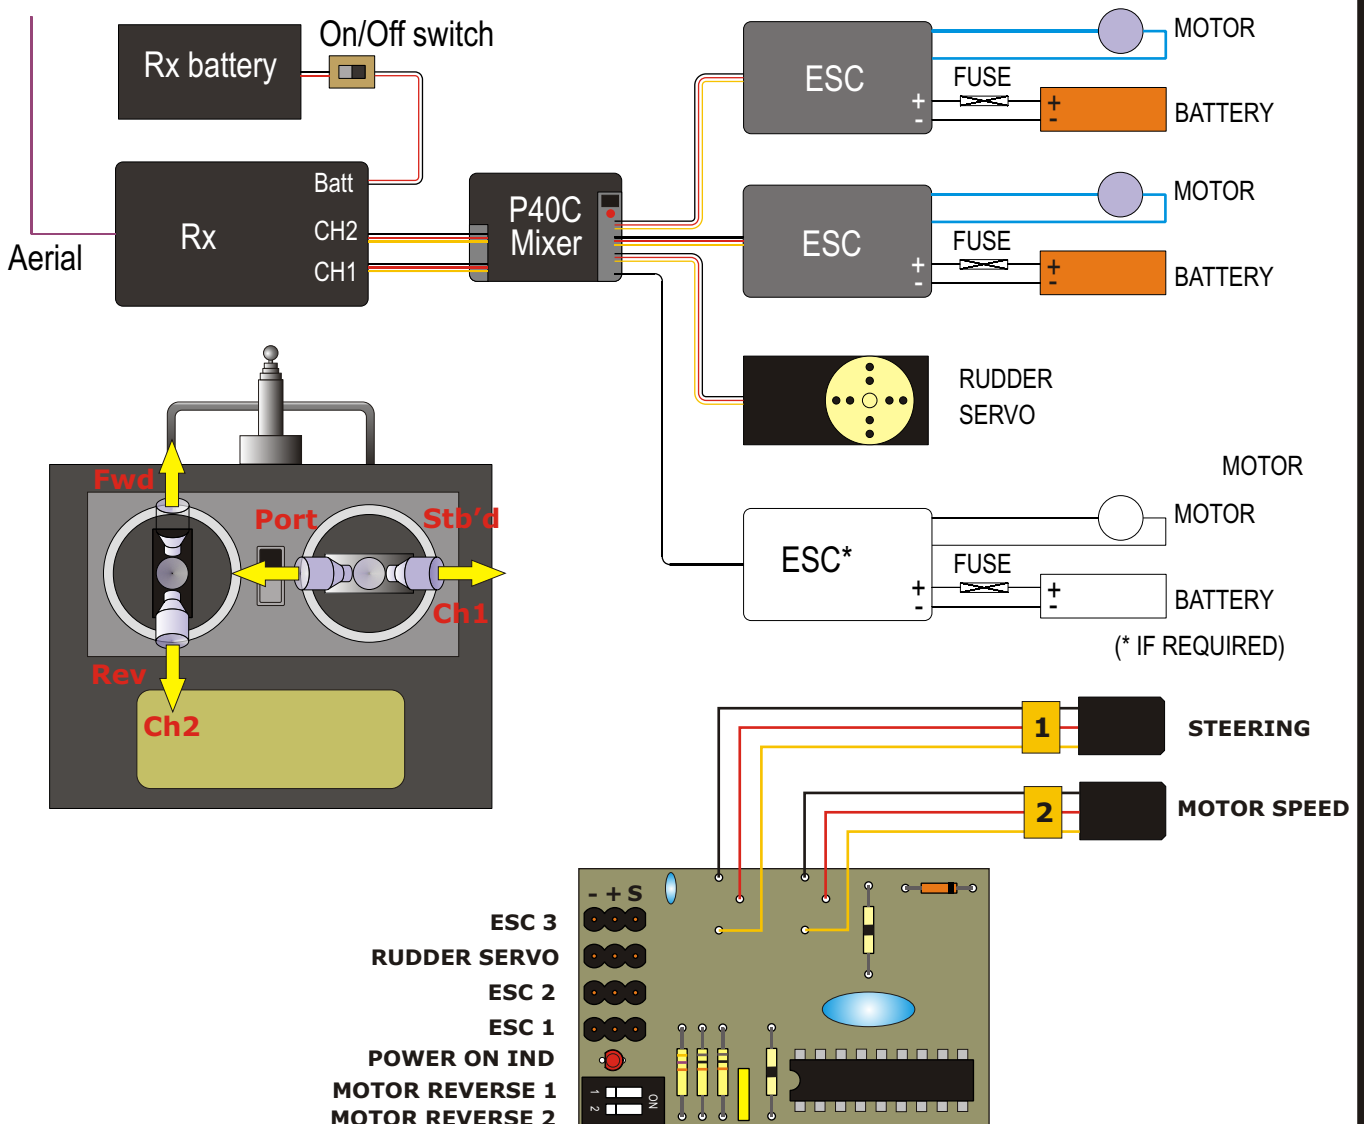 On/Off switch
Rx battery
Batt
Rx
CH2
CH1
Aerial
P40C
Mixer
ESC
+
-
FUSE
+
-
MOTOR
BATTERY
ESC
+
-
FUSE
+
-
MOTOR
BATTERY
RUDDER
SERVO
MOTOR
ESC*
+
-
FUSE
+
-
MOTOR
BATTERY
(* IF REQUIRED)
Fwd
Port
Stb'd
Ch1
Rev
Ch2
1
STEERING
2
MOTOR SPEED
- + S
ESC 3
RUDDER SERVO
ESC 2
ESC 1
POWER ON IND
MOTOR REVERSE 1
MOTOR REVERSE 2
1
2
ON